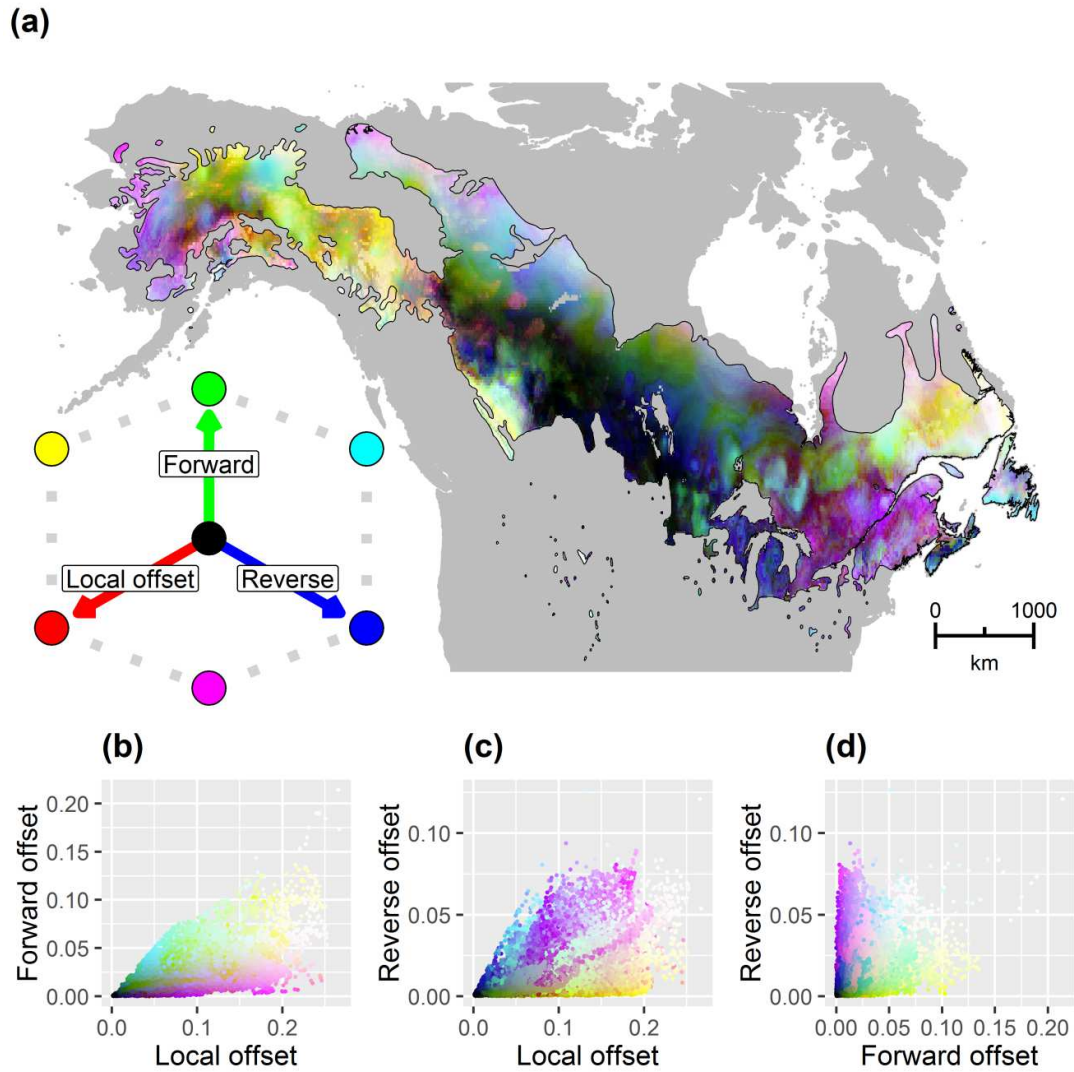 (a)
Forward
Local offset
Reverse
0 1000
km
(b)
(c)
(d)
Forward offset
0.20
0.15
0.10
0.05
0.00
0.0 0.1 0.2
Local offset
Reverse offset
0.10
0.05
0.00
0.0 0.1 0.2
Local offset
Reverse offset
0.10
0.05
0.00
0.00 0.05 0.10 0.15 0.20
Forward offset